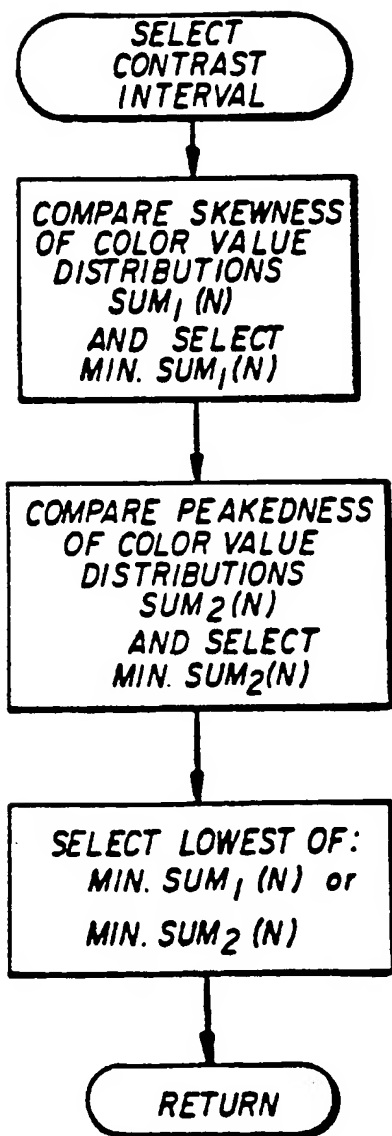 SELECT
CONTRAST
INTERVAL
COMPARE SKEWNESS
OF COLOR VALUE
DISTRIBUTIONS
SUM₁(N)
AND SELECT
MIN. SUM₁(N)
COMPARE PEAKEDNESS
OF COLOR VALUE
DISTRIBUTIONS
SUM₂(N)
AND SELECT
MIN. SUM₂(N)
SELECT LOWEST OF:
MIN. SUM₁ (N) or
MIN. SUM₂ (N)
RETURN